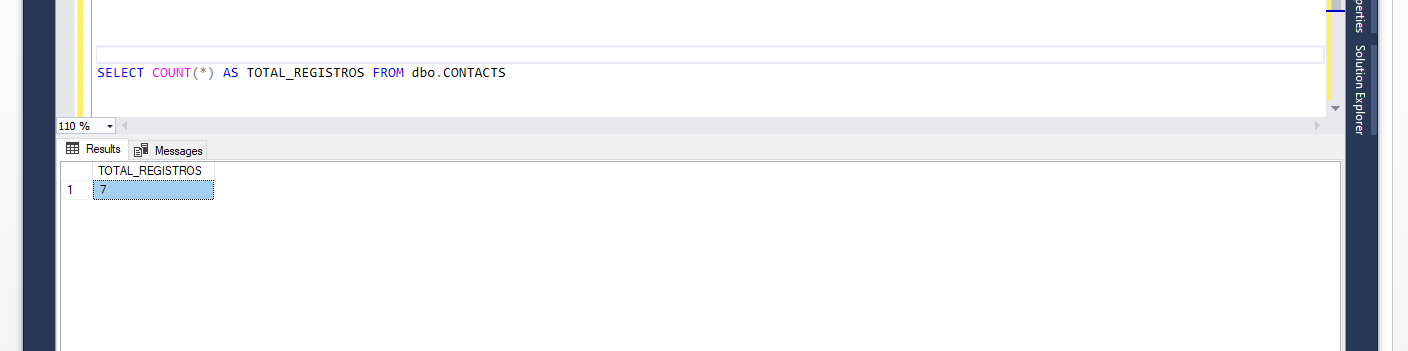 perties
Solution Explorer
SELECT COUNT(*) AS TOTAL_REGISTROS FROM dbo.CONTACTS
110 %
Results
Messages
TOTAL_REGISTROS
1 7